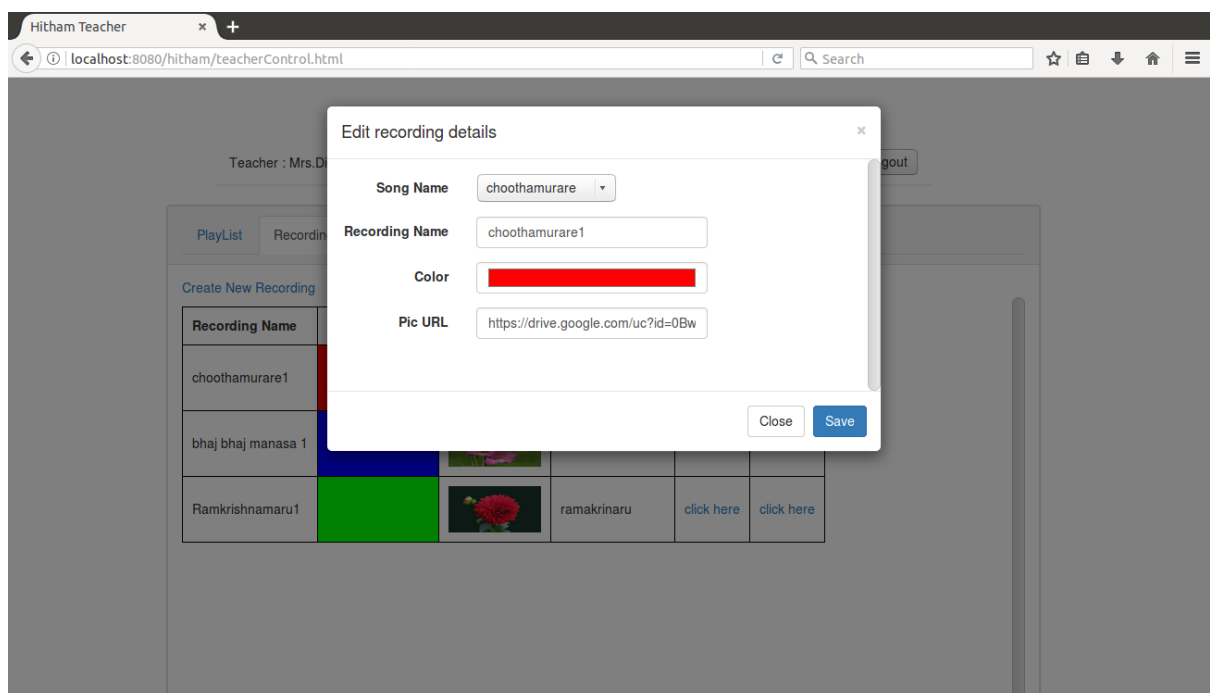 Hitham Teacher
localhost:8080/hitham/teacherControl.html
Search
Edit recording details
Teacher : Mrs.Di
gout
Song Name choothamurare
PlayList Recordin
Recording Name choothamurare1
Color
Create New Recording
Pic URL https://drive.google.com/uc?id=0Bw
Recording Name
choothamurare1
Close Save
bhaj bhaj manasa 1
Ramkrishnamaru1 ramakrinaru click here click here